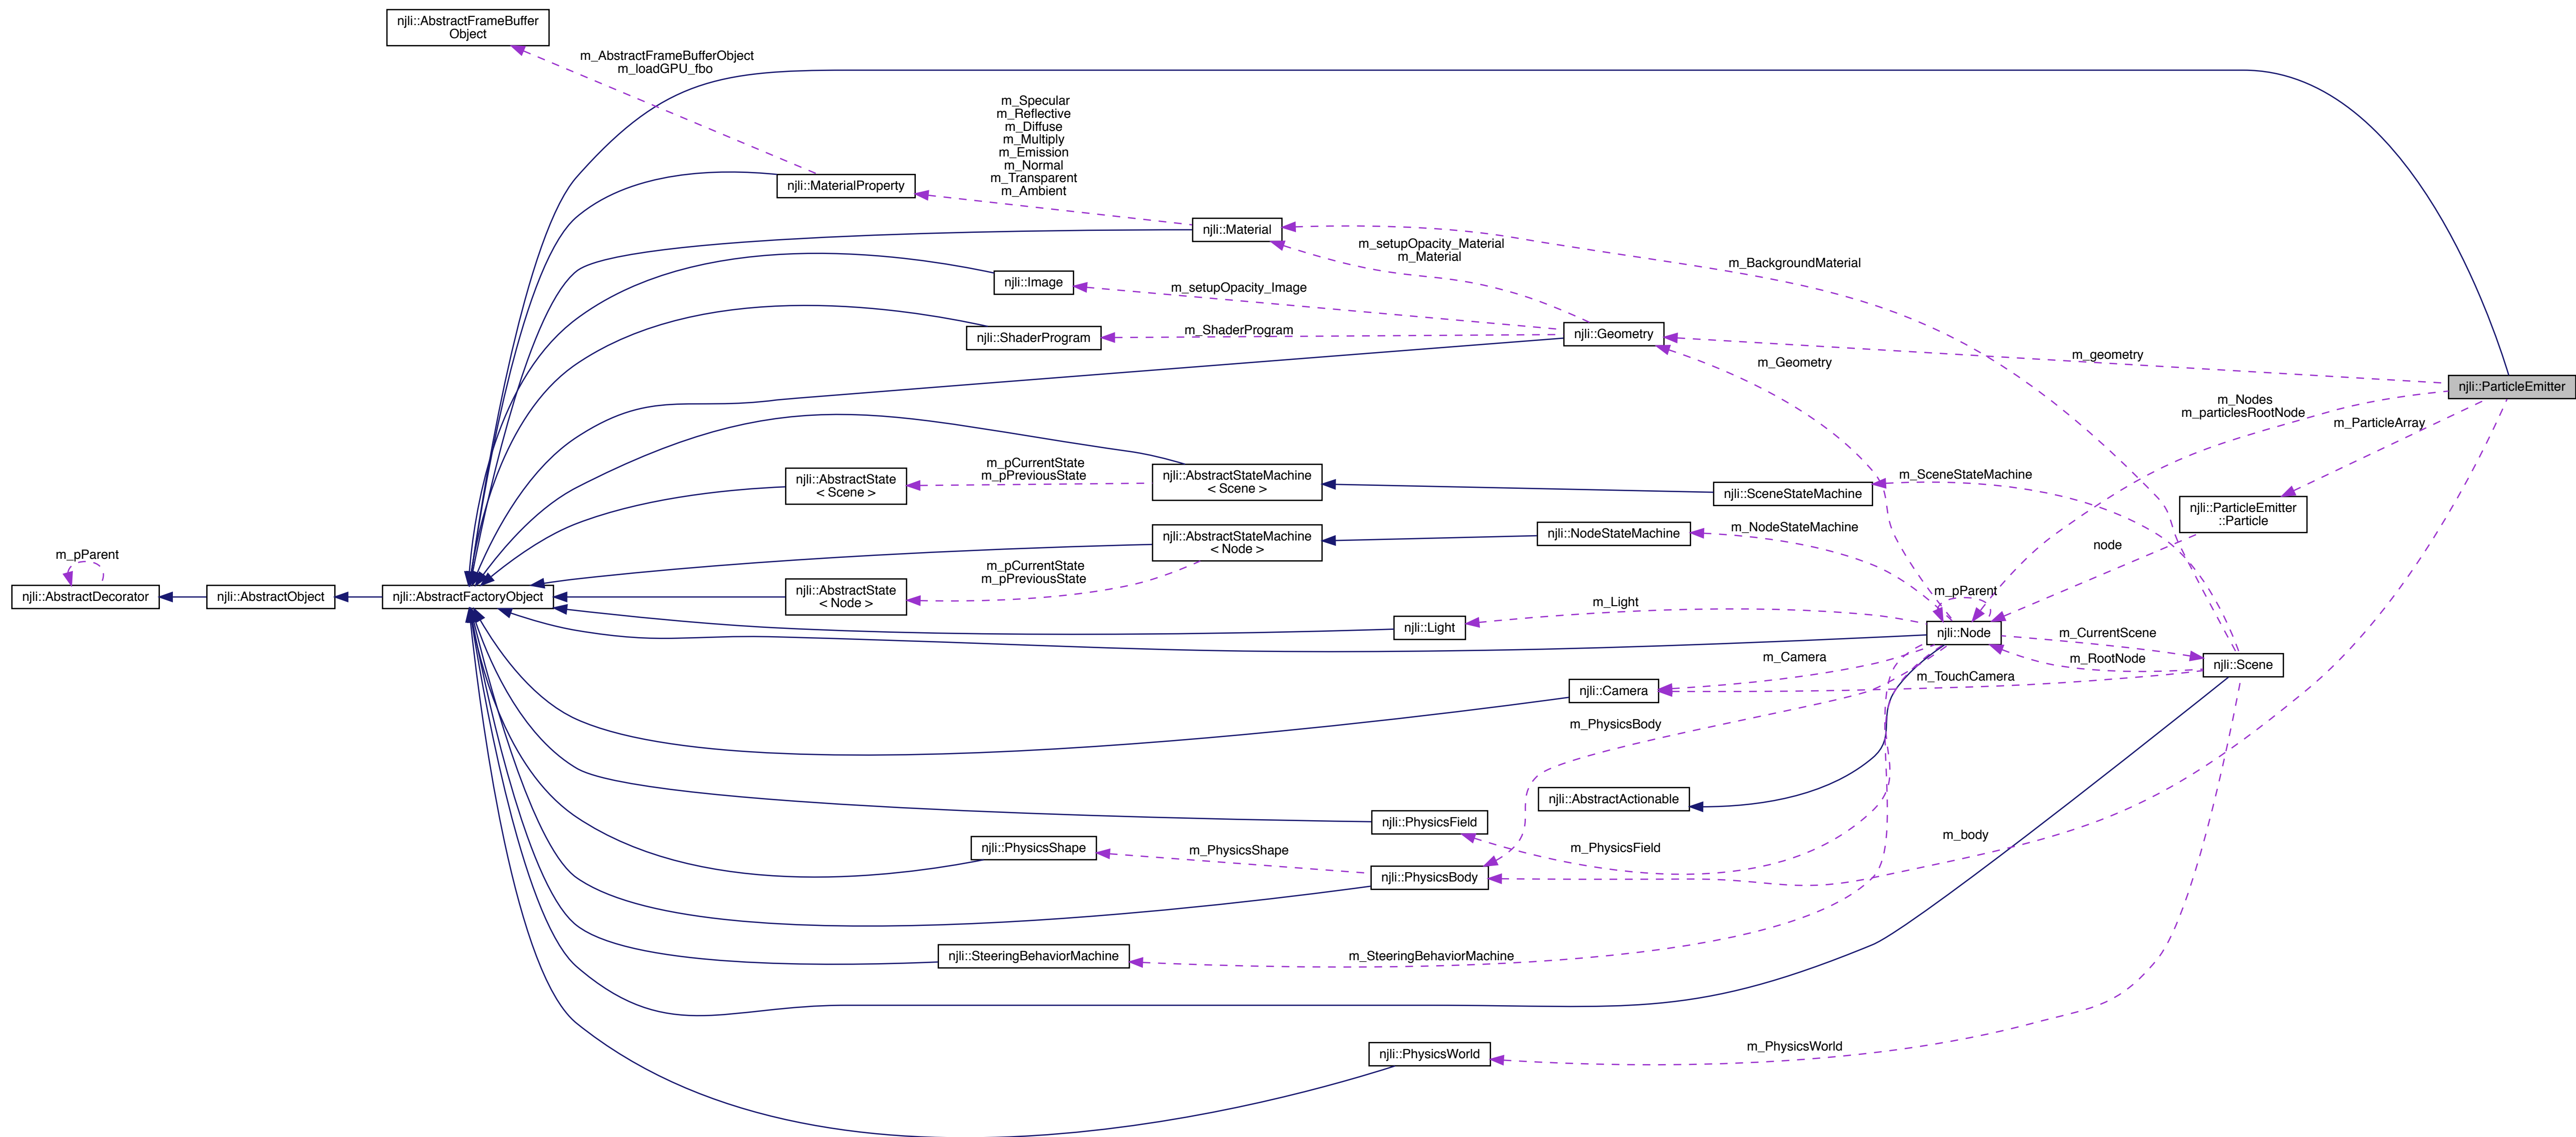 njli::AbstractFrameBuffer
Object
m_AbstractFrameBufferObject
m_loadGPU_fbo
m_Specular
m_Reflective
m_Diffuse
m_Multiply
m_Emission
m_Normal
m_Transparent
m_Ambient
njli::MaterialProperty
njli::Material
m_setupOpacity_Material
m_Material
m_BackgroundMaterial
njli::Image
m_setupOpacity_Image
njli::ShaderProgram
m_ShaderProgram
njli::Geometry
m_Geometry
m_geometry
njli::ParticleEmitter
m_Nodes
m_particlesRootNode
m_ParticleArray
njli::AbstractState
< Scene >
m_pCurrentState
m_pPreviousState
njli::AbstractStateMachine
< Scene >
njli::SceneStateMachine
m_SceneStateMachine
njli::ParticleEmitter
::Particle
njli::AbstractStateMachine
< Node >
njli::NodeStateMachine
m_NodeStateMachine
node
m_pParent
njli::AbstractDecorator
njli::AbstractObject
njli::AbstractFactoryObject
njli::AbstractState
< Node >
m_pCurrentState
m_pPreviousState
m_pParent
njli::Light
m_Light
njli::Node
m_CurrentScene
m_RootNode
njli::Scene
m_Camera
m_TouchCamera
njli::Camera
m_PhysicsBody
njli::AbstractActionable
njli::PhysicsField
m_PhysicsField
m_body
njli::PhysicsShape
m_PhysicsShape
njli::PhysicsBody
njli::SteeringBehaviorMachine
m_SteeringBehaviorMachine
njli::PhysicsWorld
m_PhysicsWorld